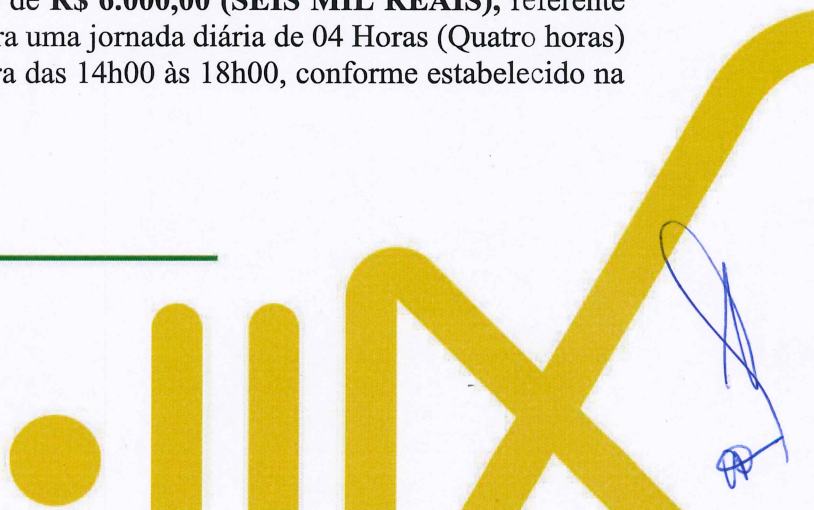 de R$ 6.000,00 (SEIS MIL REAIS), referente
ra uma jornada diária de 04 Horas (Quatro horas)
ra das 14h00 às 18h00, conforme estabelecido na